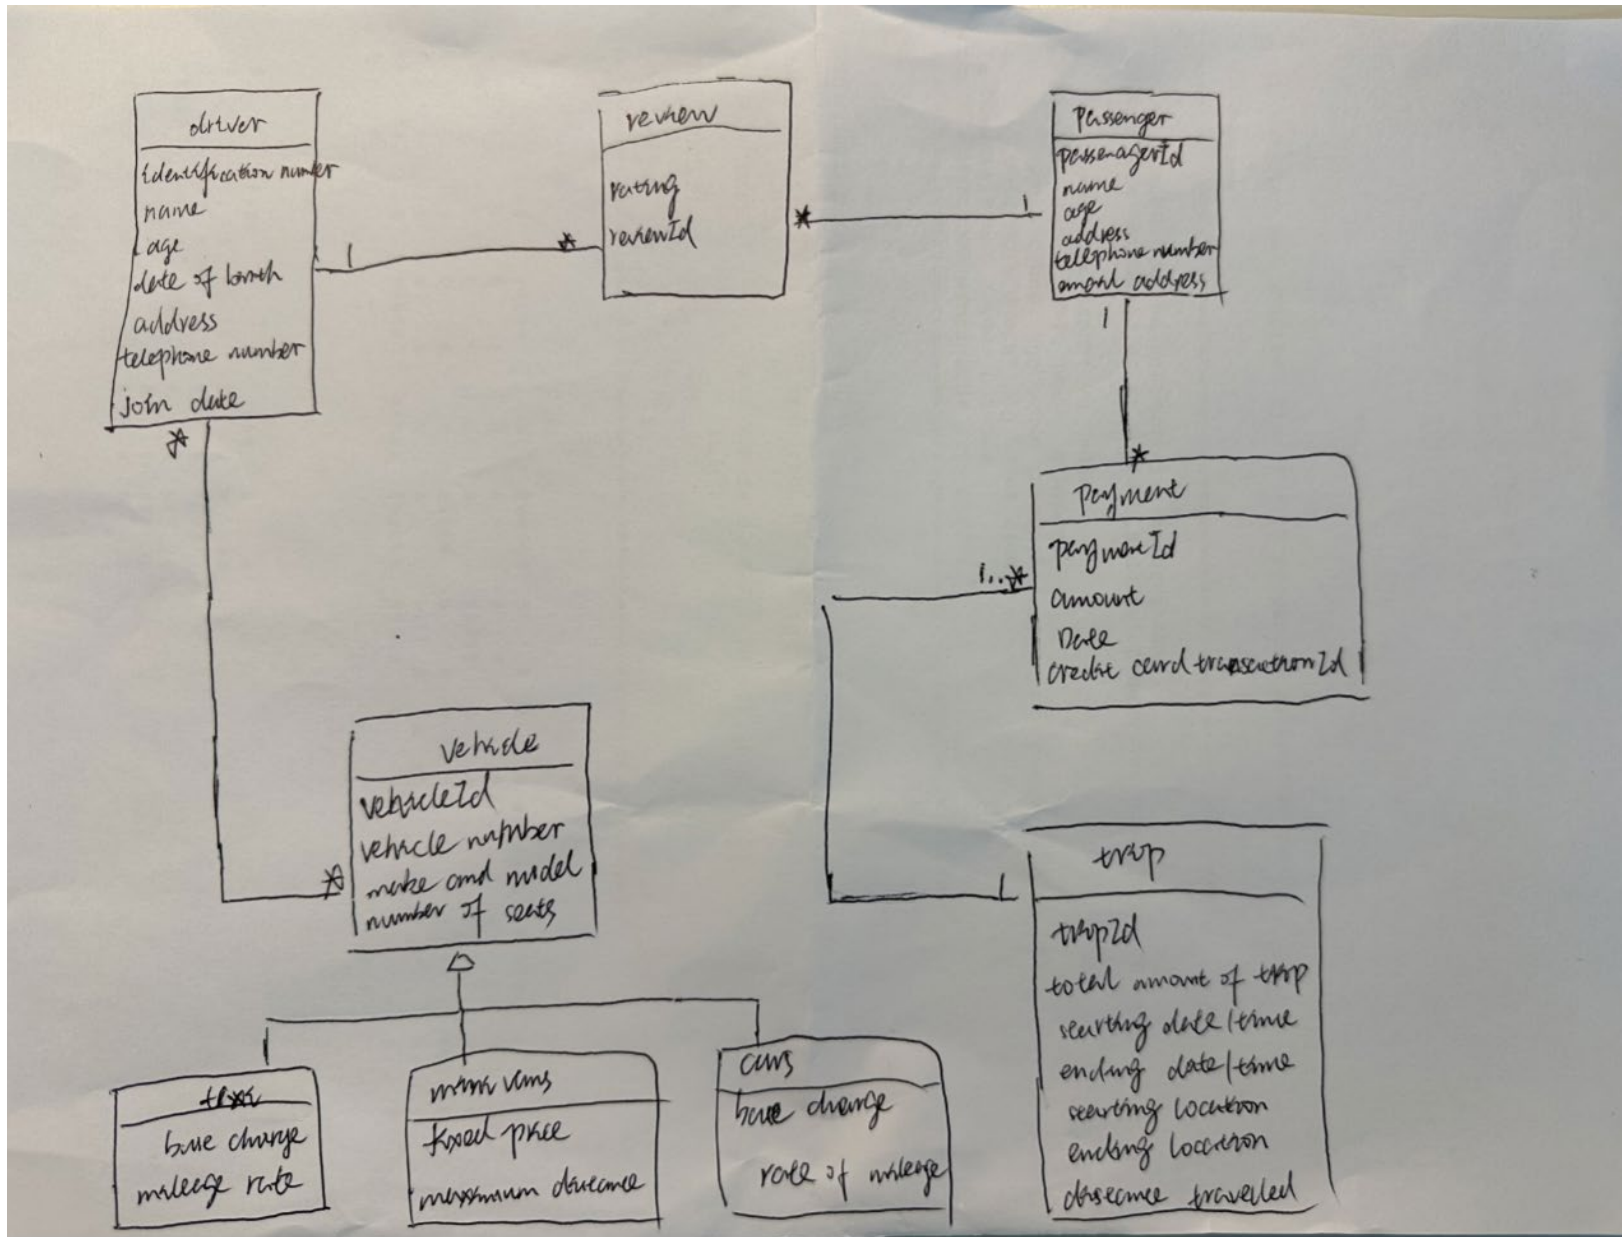 driver
identification number
name
age
date of birth
address
telephone number
join date
1
*
*
review
rating
reviewId
*
1
Passenger
passenagerId
name
age
address
telephone number
email address
1
*
Payment
paymentId
amount
Date
credit card transactionId
1..*
1
vehicle
vehicleId
vehicle number
make and model
number of seats
*
taxi
base charge
mileage rate
mini vans
fixed price
maximum distance
cars
base charge
rate of mileage
trip
tripId
total amount of trip
starting date/time
ending date/time
starting location
ending location
distance travelled